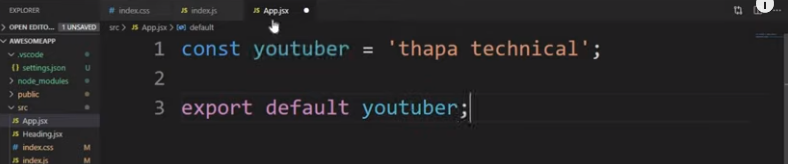 EXPLORER
index.css
index.js
App.jsx
OPEN EDITO...
1 UNSAVED
src > App.jsx > default
AWESOMEAPP
.vscode
settings.json
U
node_modules
public
src
App.jsx
Heading.jsx
index.css
M
index.js
M
1 const youtuber = 'thapa technical';
2
3 export default youtuber;